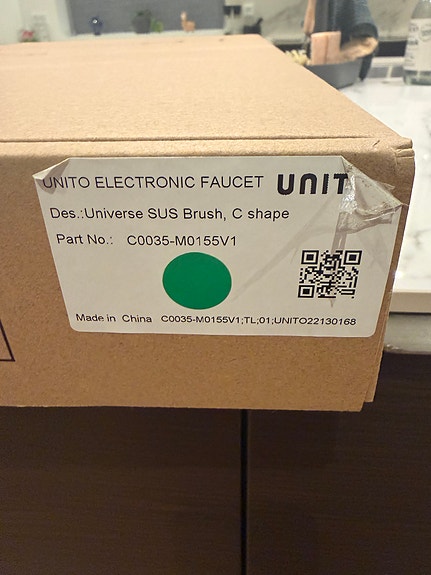 UNITO ELECTRONIC FAUCET UNIT
Des.:Universe SUS Brush, C shape
Part No.: C0035-M0155V1
Made in China C0035-M0155V1;TL;01;UNITO22130168